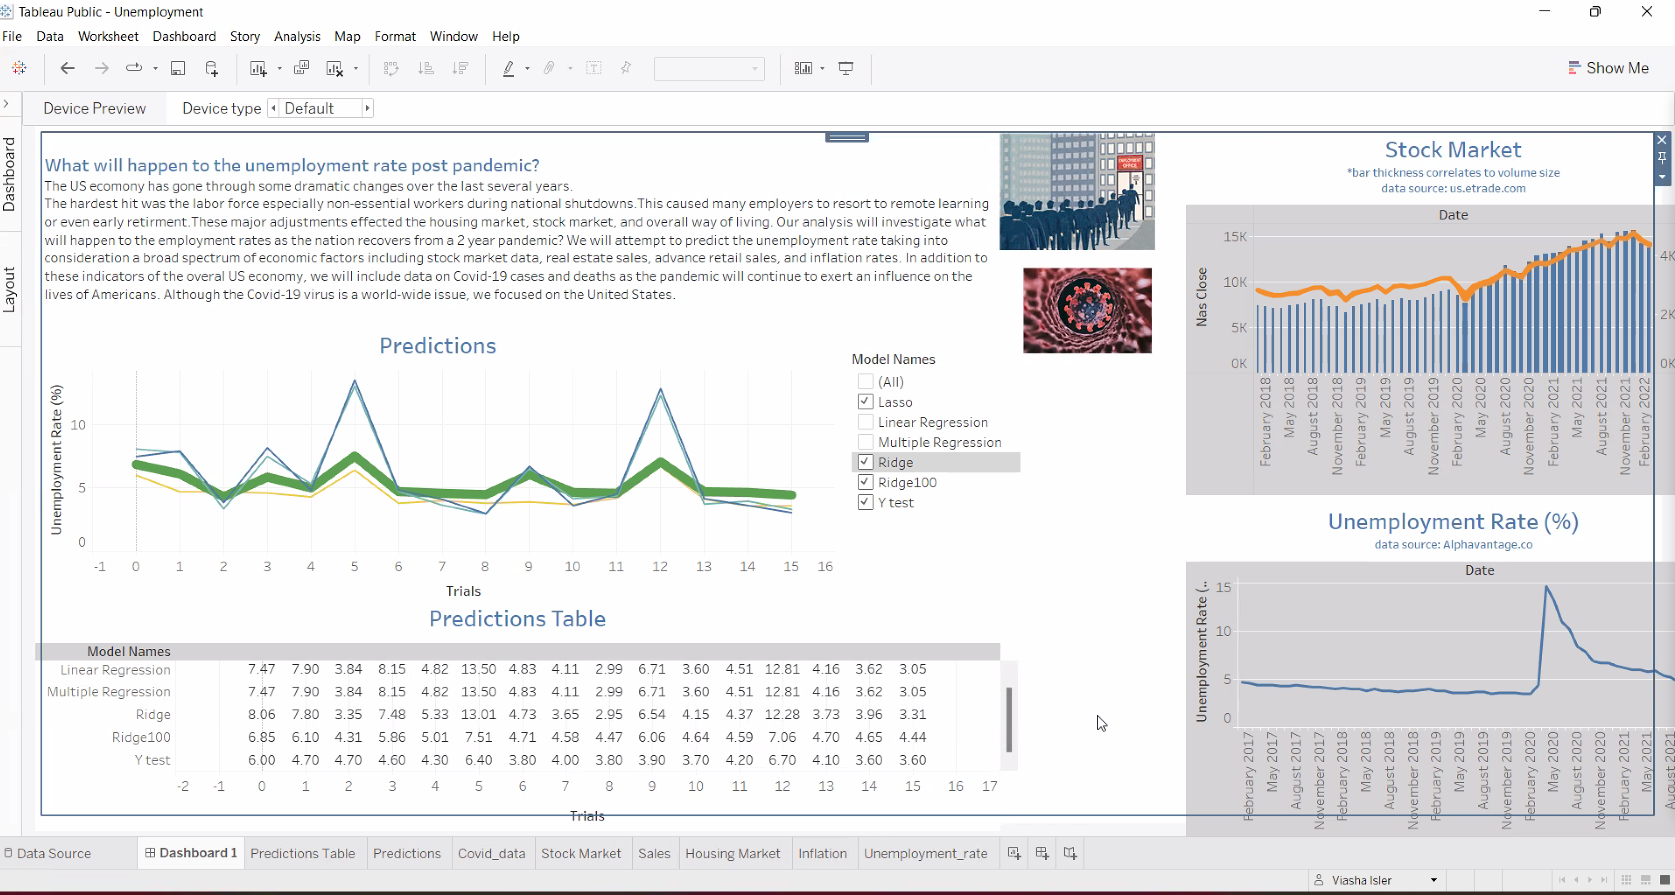 Tableau Public - Unemployment
File Data Worksheet Dashboard Story Analysis Map Format Window Help
Show Me
Device Preview Device type Default
Dashboard
Layout
What will happen to the unemployment rate post pandemic?
The US ecomony has gone through some dramatic changes over the last several years.
The hardest hit was the labor force especially non-essential workers during national shutdowns.This caused many employers to resort to remote learning
or even early retirment.These major adjustments effected the housing market, stock market, and overall way of living. Our analysis will investigate what
will happen to the employment rates as the nation recovers from a 2 year pandemic? We will attempt to predict the unemployment rate taking into
consideration a broad spectrum of economic factors including stock market data, real estate sales, advance retail sales, and inflation rates. In addition to
these indicators of the overal US economy, we will include data on Covid-19 cases and deaths as the pandemic will continue to exert an influence on the
lives of Americans. Although the Covid-19 virus is a world-wide issue, we focused on the United States.
Predictions
Unemployment Rate (%)
10
5
0
-1 0 1 2 3 4 5 6 7 8 9 10 11 12 13 14 15 16
Trials
Model Names
(All)
Lasso
Linear Regression
Multiple Regression
Ridge
Ridge100
Y test
Predictions Table
Model Names
Linear Regression 7.47 7.90 3.84 8.15 4.82 13.50 4.83 4.11 2.99 6.71 3.60 4.51 12.81 4.16 3.62 3.05
Multiple Regression 7.47 7.90 3.84 8.15 4.82 13.50 4.83 4.11 2.99 6.71 3.60 4.51 12.81 4.16 3.62 3.05
Ridge 8.06 7.80 3.35 7.48 5.33 13.01 4.73 3.65 2.95 6.54 4.15 4.37 12.28 3.73 3.96 3.31
Ridge100 6.85 6.10 4.31 5.86 5.01 7.51 4.71 4.58 4.47 6.06 4.64 4.59 7.06 4.70 4.65 4.44
Y test 6.00 4.70 4.70 4.60 4.30 6.40 3.80 4.00 3.80 3.90 3.70 4.20 6.70 4.10 3.60 3.60
-2 -1 0 1 2 3 4 5 6 7 8 9 10 11 12 13 14 15 16 17
Trials
EMPLOYMENT
OFFICE
Stock Market
*bar thickness correlates to volume size
data source: us.etrade.com
Date
Nas Close
15K
10K
5K
0K
4K
2K
0K
February 2018
May 2018
August 2018
November 2018
February 2019
May 2019
August 2019
November 2019
February 2020
May 2020
August 2020
November 2020
February 2021
May 2021
August 2021
November 2021
February 2022
Unemployment Rate (%)
data source: Alphavantage.co
Date
Unemployment Rate (..
15
10
5
0
February 2017
May 2017
August 2017
November 2017
February 2018
May 2018
August 2018
November 2018
February 2019
May 2019
August 2019
November 2019
February 2020
May 2020
August 2020
November 2020
February 2021
May 2021
August 2021
Data Source Dashboard 1 Predictions Table Predictions Covid_data Stock Market Sales Housing Market Inflation Unemployment_rate
Viasha Isler